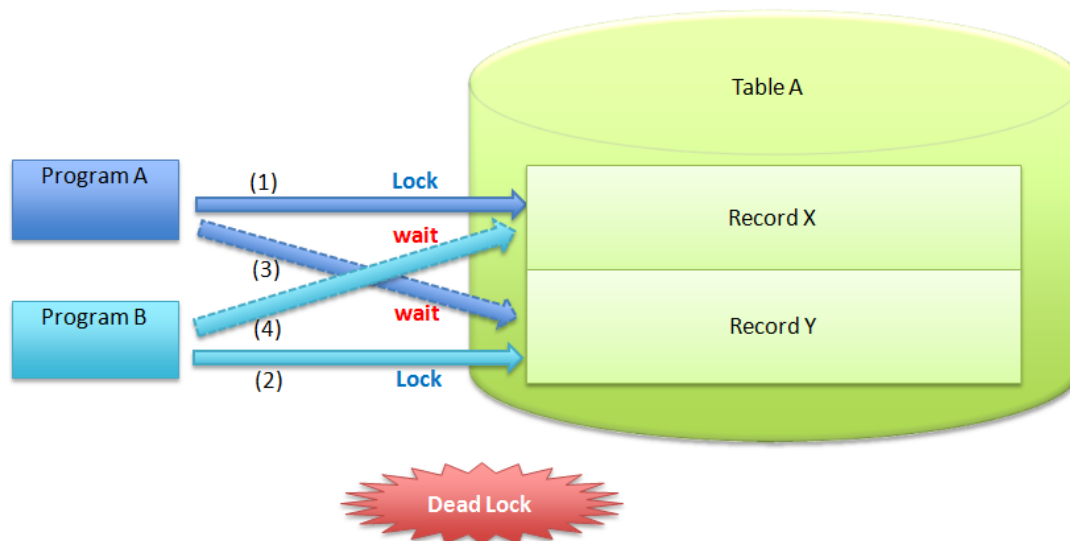 Table A
Program A
(1)
Lock
Record X
wait
(3)
Program B
(4)
wait
Record Y
(2)
Lock
Dead Lock